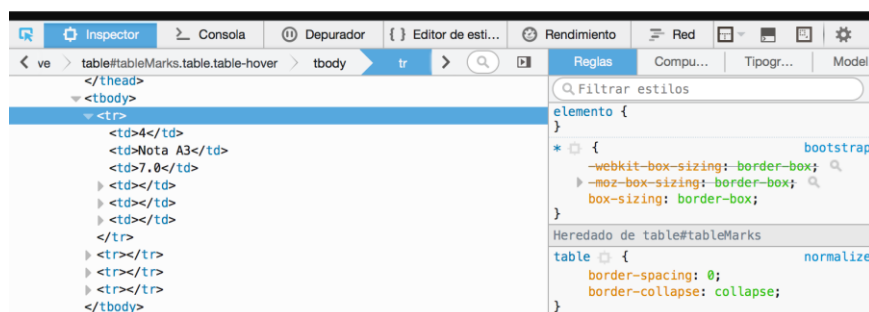 Inspector Consola Depurador { } Editor de esti... Rendimiento Red
ve table#tableMarks.table.table-hover tbody tr
Reglas Compu... Tipogr... Model
</thead>
<tbody>
<tr>
<td>4</td>
<td>Nota A3</td>
<td>7.0</td>
<td></td>
<td></td>
<td></td>
</tr>
<tr></tr>
<tr></tr>
<tr></tr>
</tbody>
Filtrar estilos
elemento {
}
* { bootstrap
-webkit-box-sizing: border-box;
-moz-box-sizing: border-box;
box-sizing: border-box;
}
Heredado de table#tableMarks
table { normalize
border-spacing: 0;
border-collapse: collapse;
}